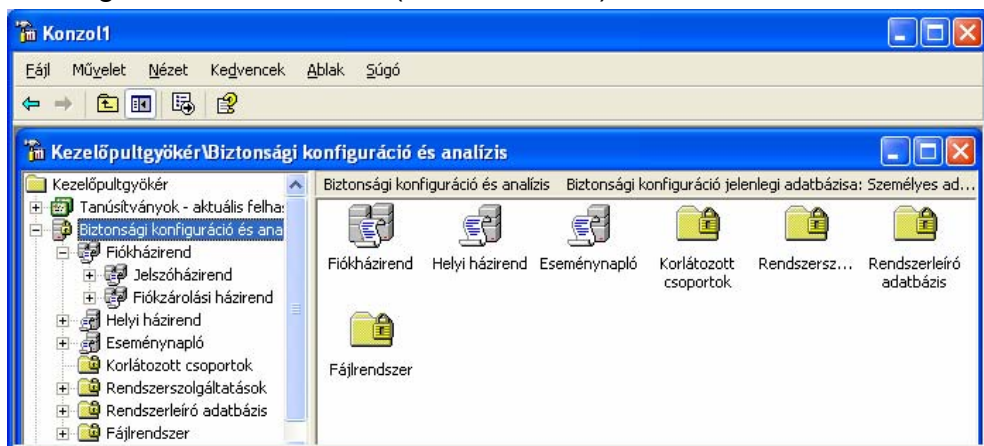 Konzol1
Fájl Művelet Nézet Kedvencek Ablak Súgó
Kezelőpultgyökér\Biztonsági konfiguráció és analízis
Kezelőpultgyökér
Tanúsítványok - aktuális felha
Biztonsági konfiguráció és ana
Fiókházirend
Jelszóházirend
Fiókzárolási házirend
Helyi házirend
Eseménynapló
Korlátozott csoportok
Rendszerszolgáltatások
Rendszerleíró adatbázis
Fájlrendszer
Biztonsági konfiguráció és analízis Biztonsági konfiguráció jelenlegi adatbázisa: Személyes ad...
Fiókházirend Helyi házirend Eseménynapló Korlátozott csoportok Rendszersz... Rendszerleíró adatbázis
Fájlrendszer